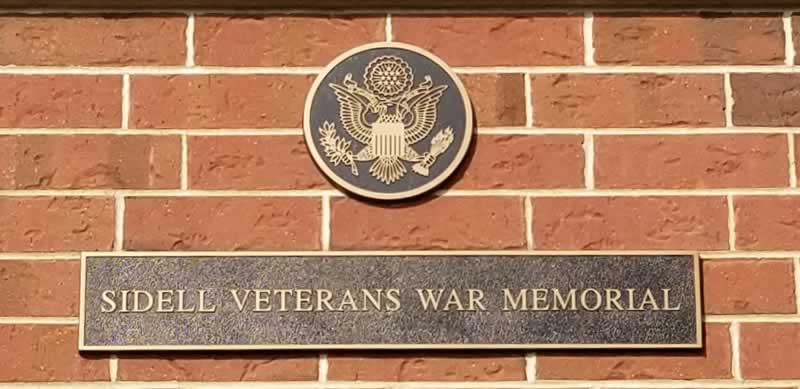 SIDELL VETERANS WAR MEMORIAL